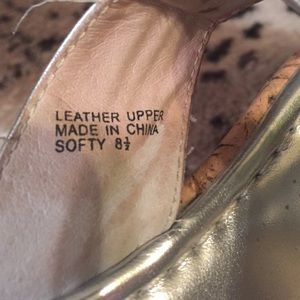 LEATHER UPPER
MADE IN CHINA
SOFTY 8½